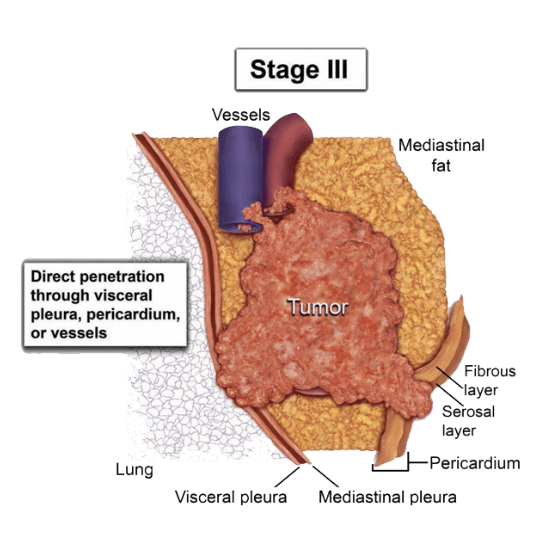 Stage III
Vessels
Mediastinal
fat
Direct penetration
through visceral
pleura, pericardium,
or vessels
Tumor
Fibrous
layer
Serosal
layer
Pericardium
Lung
Visceral pleura
Mediastinal pleura